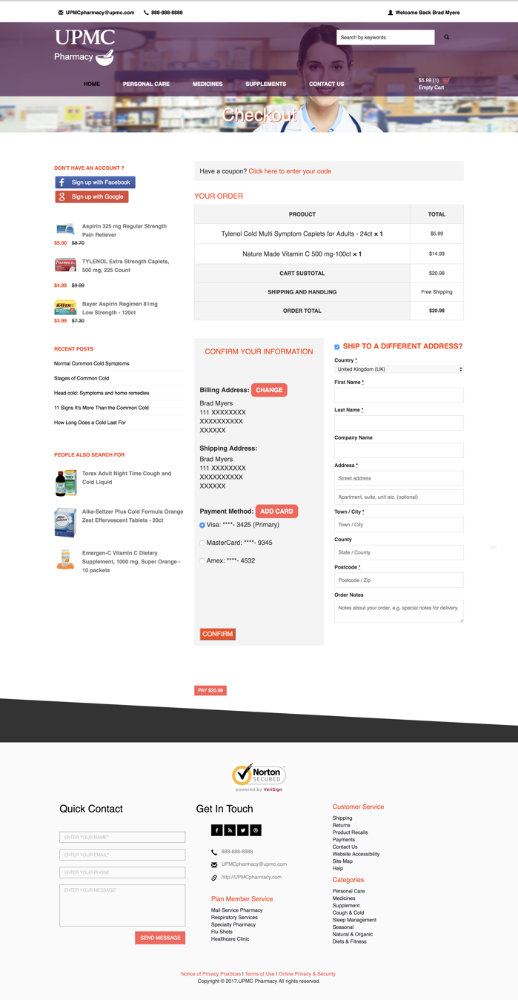 UPMCpharmacy@upmc.com 888-888-8888 Welcome Back Brad Myers
UPMC
Pharmacy
Search by keywords
HOME PERSONAL CARE MEDICINES SUPPLEMENTS CONTACT US
$5.99 (1)
Empty Cart
Checkout
DON'T HAVE AN ACCOUNT ?
Sign up with Facebook
Sign up with Google
Aspirin 325 mg Regular Strength
Pain Reliever
$5.00 $8.70
TYLENOL
TYLENOL Extra Strength Caplets,
500 mg, 225 Count
$4.99 $9.99
BAYER
Bayer Aspirin Regimen 81mg
Low Strength - 120ct
$3.99 $7.30
RECENT POSTS
Normal Common Cold Symptoms
Stages of Common Cold
Head cold: Symptoms and home remedies
11 Signs It's More Than the Common Cold
How Long Does a Cold Last For
PEOPLE ALSO SEARCH FOR
Torex Adult Night Time Cough and
Cold Liquid
Alka-Seltzer Plus Cold Formula Orange
Zest Effervescent Tablets - 20ct
Emergen-C Vitamin C Dietary
Supplement, 1000 mg, Super Orange -
10 packets
Have a coupon? Click here to enter your code
YOUR ORDER
PRODUCT TOTAL
Tylenol Cold Multi Symptom Caplets for Adults - 24ct × 1 $5.99
Nature Made Vitamin C 500 mg-100ct × 1 $14.99
CART SUBTOTAL $20.98
SHIPPING AND HANDLING Free Shipping
ORDER TOTAL $20.98
CONFIRM YOUR INFORMATION
Billing Address: CHANGE
Brad Myers
111 XXXXXXXX
XXXXXXXXXX
XXXXXX
Shipping Address:
Brad Myers
111 XXXXXXXX
XXXXXXXXXX
XXXXXX
Payment Method: ADD CARD
Visa: ****- 3425 (Primary)
MasterCard: ****- 9345
Amex: ****- 4532
CONFIRM
SHIP TO A DIFFERENT ADDRESS?
Country *
United Kingdom (UK)
First Name *
Last Name *
Company Name
Address *
Street address
Apartment, suite, unit etc. (optional)
Town / City *
Town / City
County
State / County
Postcode *
Postcode / Zip
Order Notes
Notes about your order, e.g. special notes for delivery.
PAY $20.98
Norton
SECURED
powered by VeriSign
Quick Contact
ENTER YOUR NAME*
ENTER YOUR EMAIL*
ENTER YOUR PHONE
ENTER YOUR MESSAGE*
SEND MESSAGE
Get In Touch
888-888-8888
UPMCpharmacy@upmc.com
http://UPMCpharmacy.com
Plan Member Service
Mail Service Pharmacy
Respiratory Services
Specialty Pharmacy
Flu Shots
Healthcare Clinic
Customer Service
Shipping
Returns
Product Recalls
Payments
Contact Us
Website Accessibility
Site Map
Help
Categories
Personal Care
Medicines
Supplement
Cough & Cold
Sleep Management
Seasonal
Natural & Organic
Diets & Fitness
Notice of Privacy Practices I Terms of Use I Online Privacy & Security
Copyright © 2017.UPMC Pharmacy All rights reserved.